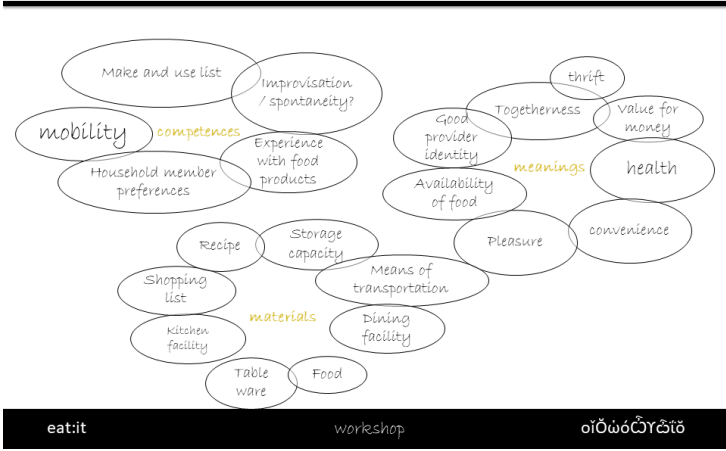 Make and use list
Improvisation
/ spontaneity?
mobility
competences
Experience
with food
products
Household member
preferences
thrift
Togetherness
Value for
money
Good
provider
identity
meanings
health
Availability
of food
Pleasure
convenience
Recipe
Storage
capacity
Means of
transportation
Shopping
list
materials
Dining
facility
Kitchen
facility
Table
ware
Food
eat:it
workshop